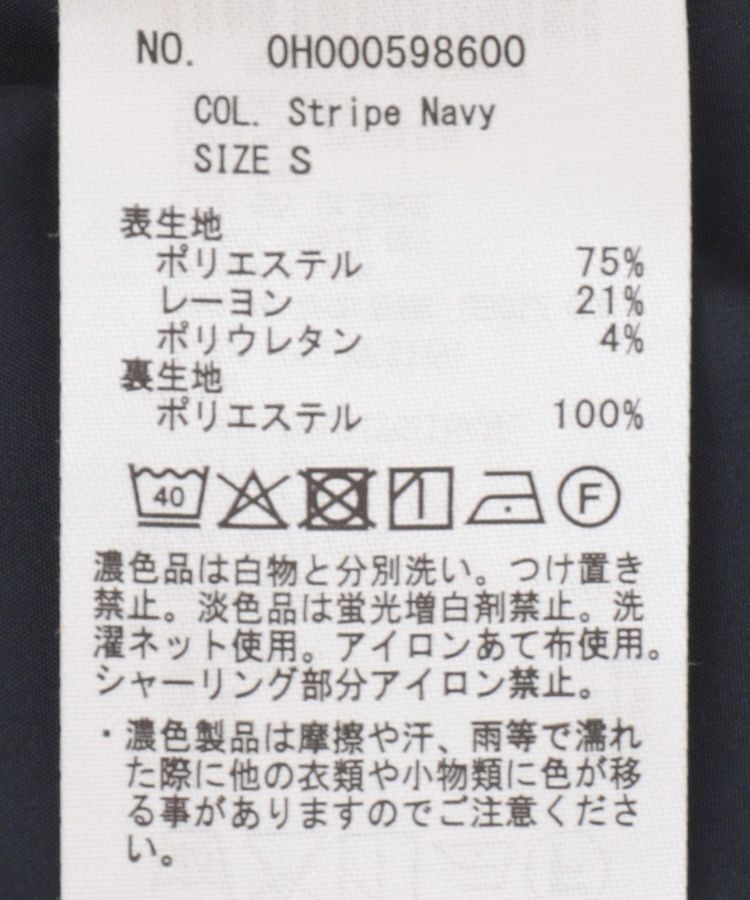 NO. 0H000598600
COL. Stripe Navy
SIZE S
表生地
ポリエステル 75%
レーヨン 21%
ポリウレタン 4%
裏生地
ポリエステル 100%
40 F
濃色品は白物と分別洗い。つけ置き
禁止。淡色品は蛍光増白剤禁止。洗
濯ネット使用。アイロンあて布使用。
シャーリング部分アイロン禁止。
・濃色製品は摩擦や汗、雨等で濡れ
た際に他の衣類や小物類に色が移
る事がありますのでご注意くださ
い。